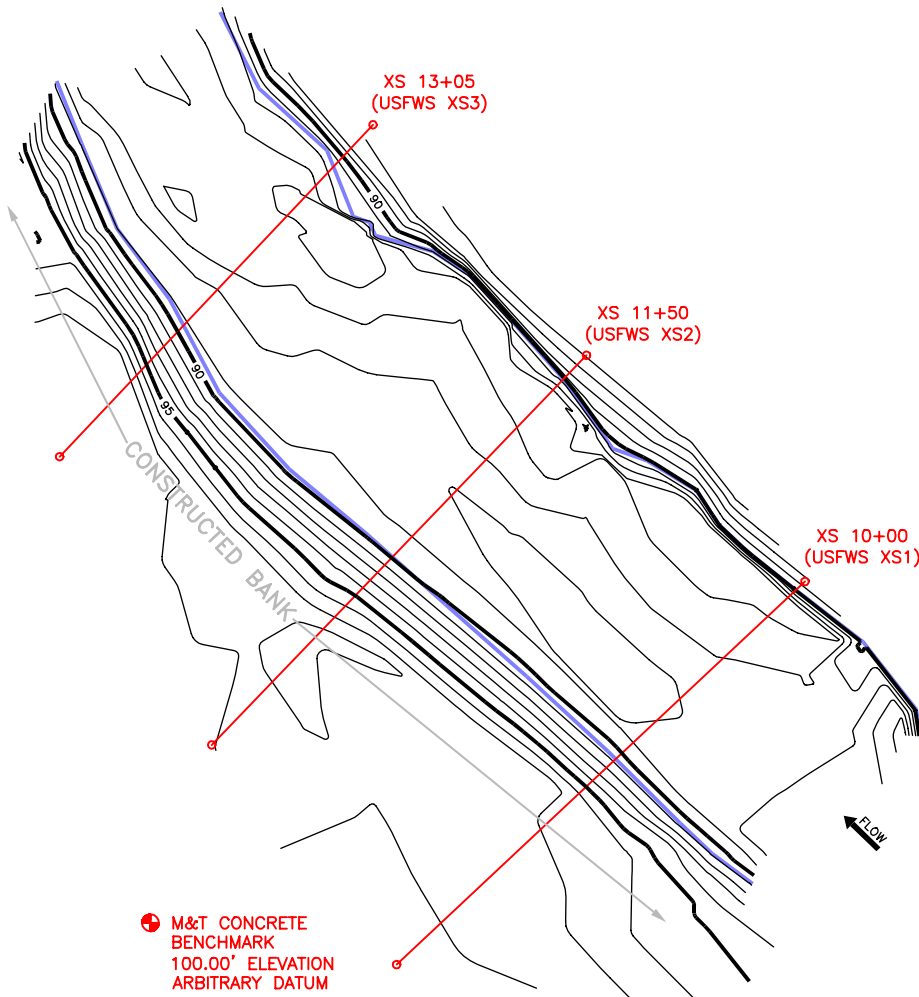 XS 13+05
(USFWS XS3)
90
XS 11+50
(USFWS XS2)
90
95
CONSTRUCTED BANK
XS 10+00
(USFWS XS1)
FLOW
M&T CONCRETE
BENCHMARK
100.00' ELEVATION
ARBITRARY DATUM